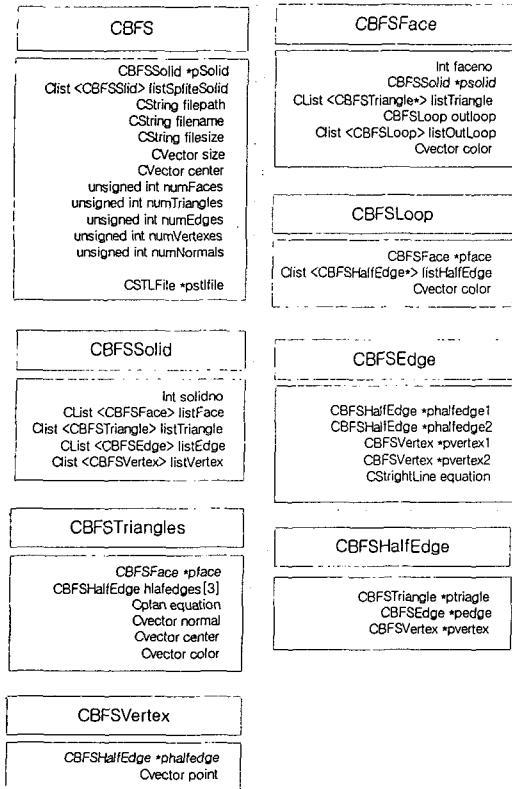 CBFS
CBFSSolid *pSolid
Clist <CBFSSlid> listSpliteSolid
CString filepath
CString filename
CString filesize
CVector size
CVector center
unsigned int numFaces
unsigned int numTriangles
unsigned int numEdges
unsigned int numVertexes
unsigned int numNormals
CSTLFile *pstlfile
CBFSSolid
Int solidno
CList <CBFSFace> listFace
Clist <CBFSTriangle> listTriangle
CList <CBFSEdge> listEdge
Clist <CBFSVertex> listVertex
CBFSTriangles
CBFSFace *pface
CBFSHalfEdge hlafedges[3]
Cplan equation
Cvector normal
Cvector center
Cvector color
CBFSVertex
CBFSHalfEdge *phalfedge
Cvector point
CBFSFace
Int faceno
CBFSSolid *psolid
CList <CBFSTriangle*> listTriangle
CBFSLoop outloop
Clist <CBFSLoop> listOutLoop
Cvector color
CBFSLoop
CBFSFace *pface
Clist <CBFSHalfEdge*> listHalfEdge
Cvector color
CBFSEdge
CBFSHalfEdge *phalfedge1
CBFSHalfEdge *phalfedge2
CBFSVertex *pvertex1
CBFSVertex *pvertex2
CStrightLine equation
CBFSHalfEdge
CBFSTriangle *ptriagle
CBFSEdge *pedge
CBFSVertex *pvertex